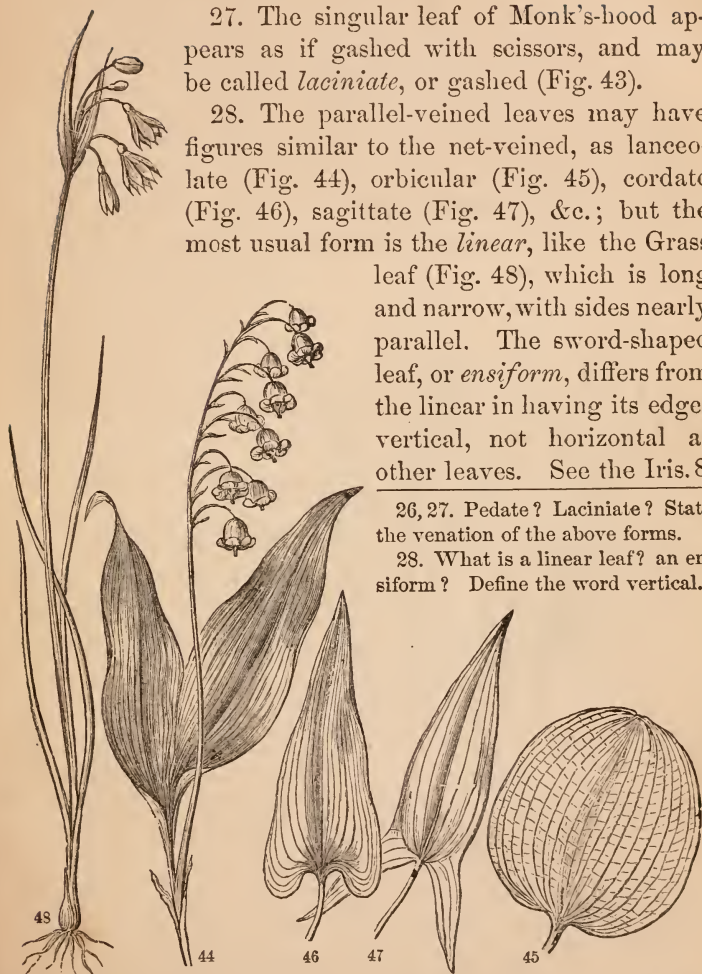 27. The singular leaf of Monk's-hood ap-
pears as if gashed with scissors, and may
be called laciniate, or gashed (Fig. 43).
28. The parallel-veined leaves may have
figures similar to the net-veined, as lanceo-
late (Fig. 44), orbicular (Fig. 45), cordate
(Fig. 46), sagittate (Fig. 47), &c.; but the
most usual form is the linear, like the Grass
leaf (Fig. 48), which is long
and narrow, with sides nearly
parallel. The sword-shaped
leaf, or ensiform, differs from
the linear in having its edge
vertical, not horizontal a
other leaves. See the Iris. 8
26, 27. Pedate? Laciniate? Stat
the venation of the above forms.
28. What is a linear leaf? an en
siform? Define the word vertical.
48
44
46
47
45